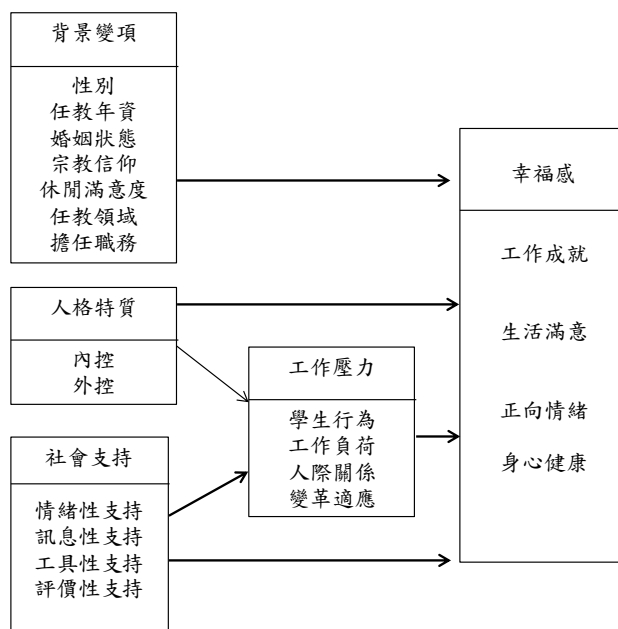 背景變項
性別
任教年資
婚姻狀態
宗教信仰
休閒滿意度
任教領域
擔任職務
人格特質
內控
外控
社會支持
情緒性支持
訊息性支持
工具性支持
評價性支持
工作壓力
學生行為
工作負荷
人際關係
變革適應
幸福感
工作成就
生活滿意
正向情緒
身心健康